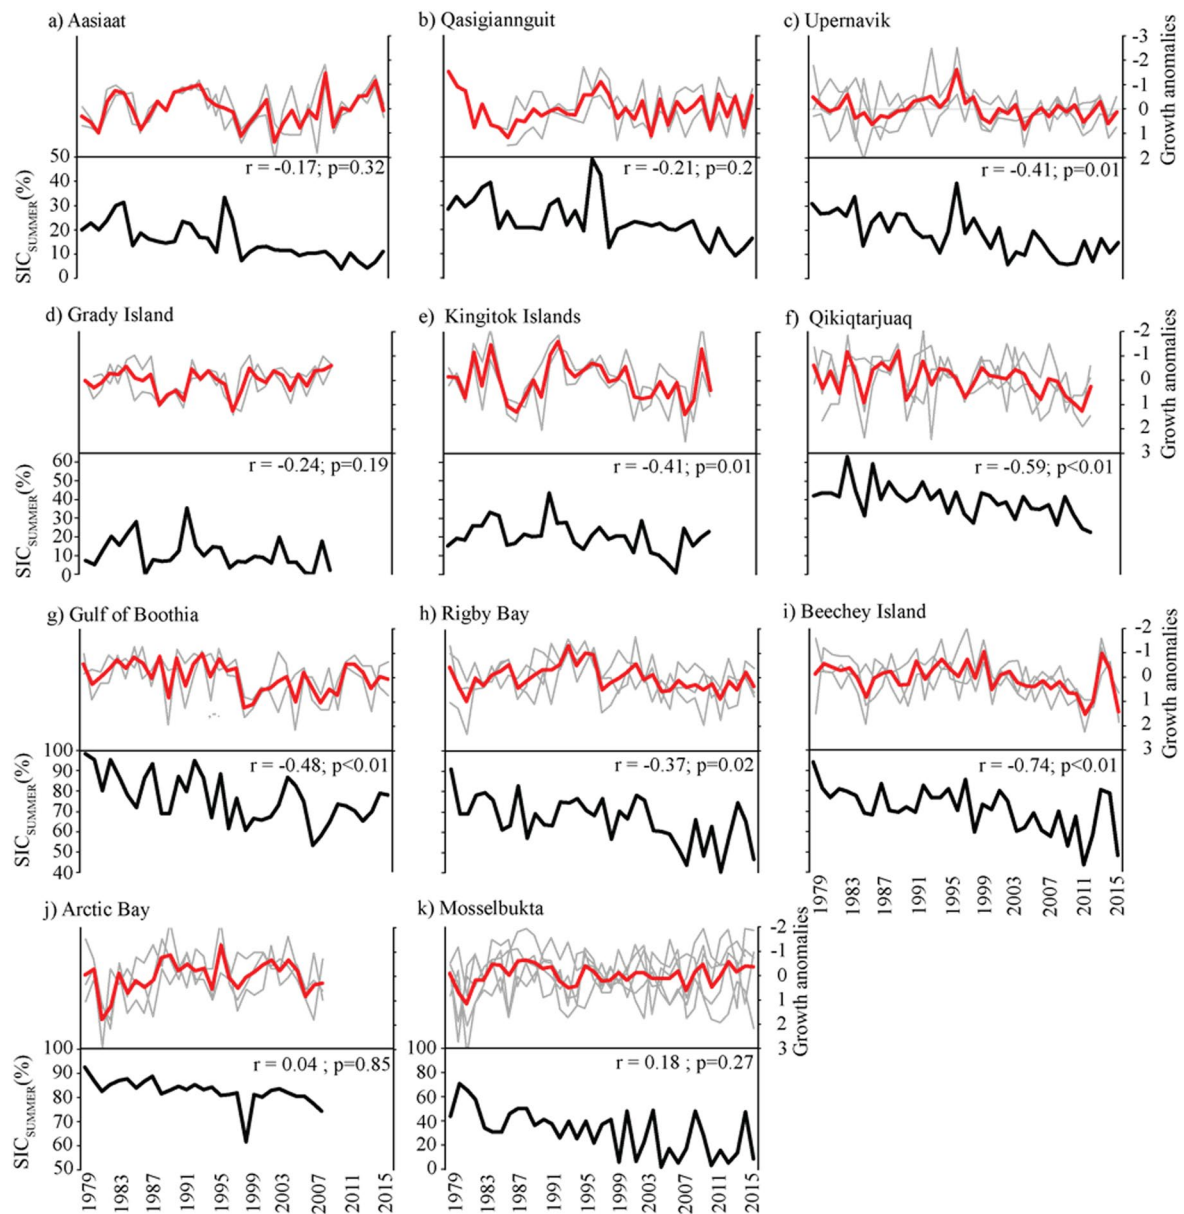 a) Aasiaat
b) Qasigiannguit
c) Upernavik
-3
-2
-1
0
1
2
Growth anomalies
50
40
30
20
10
0
SICSUMMER(%)
r = -0.17; p=0.32
r = -0.21; p=0.2
r = -0.41; p=0.01
d) Grady Island
e) Kingitok Islands
f) Qikiqtarjuaq
-2
-1
0
1
2
3
Growth anomalies
60
50
40
30
20
10
0
SICSUMMER(%)
r = -0.24; p=0.19
r = -0.41; p=0.01
r = -0.59; p<0.01
g) Gulf of Boothia
h) Rigby Bay
i) Beechey Island
-2
-1
0
1
2
3
Growth anomalies
100
90
80
70
60
50
40
SICSUMMER(%)
r = -0.48; p<0.01
r = -0.37; p=0.02
r = -0.74; p<0.01
1979 1983 1987 1991 1995 1999 2003 2007 2011 2015
j) Arctic Bay
k) Mosselbukta
-2
-1
0
1
2
3
Growth anomalies
100
90
80
70
60
50
SICSUMMER(%)
r = 0.04 ; p=0.85
100
80
60
40
20
0
r = 0.18 ; p=0.27
1979 1983 1987 1991 1995 1999 2003 2007 2011 2015
1979 1983 1987 1991 1995 1999 2003 2007 2011 2015